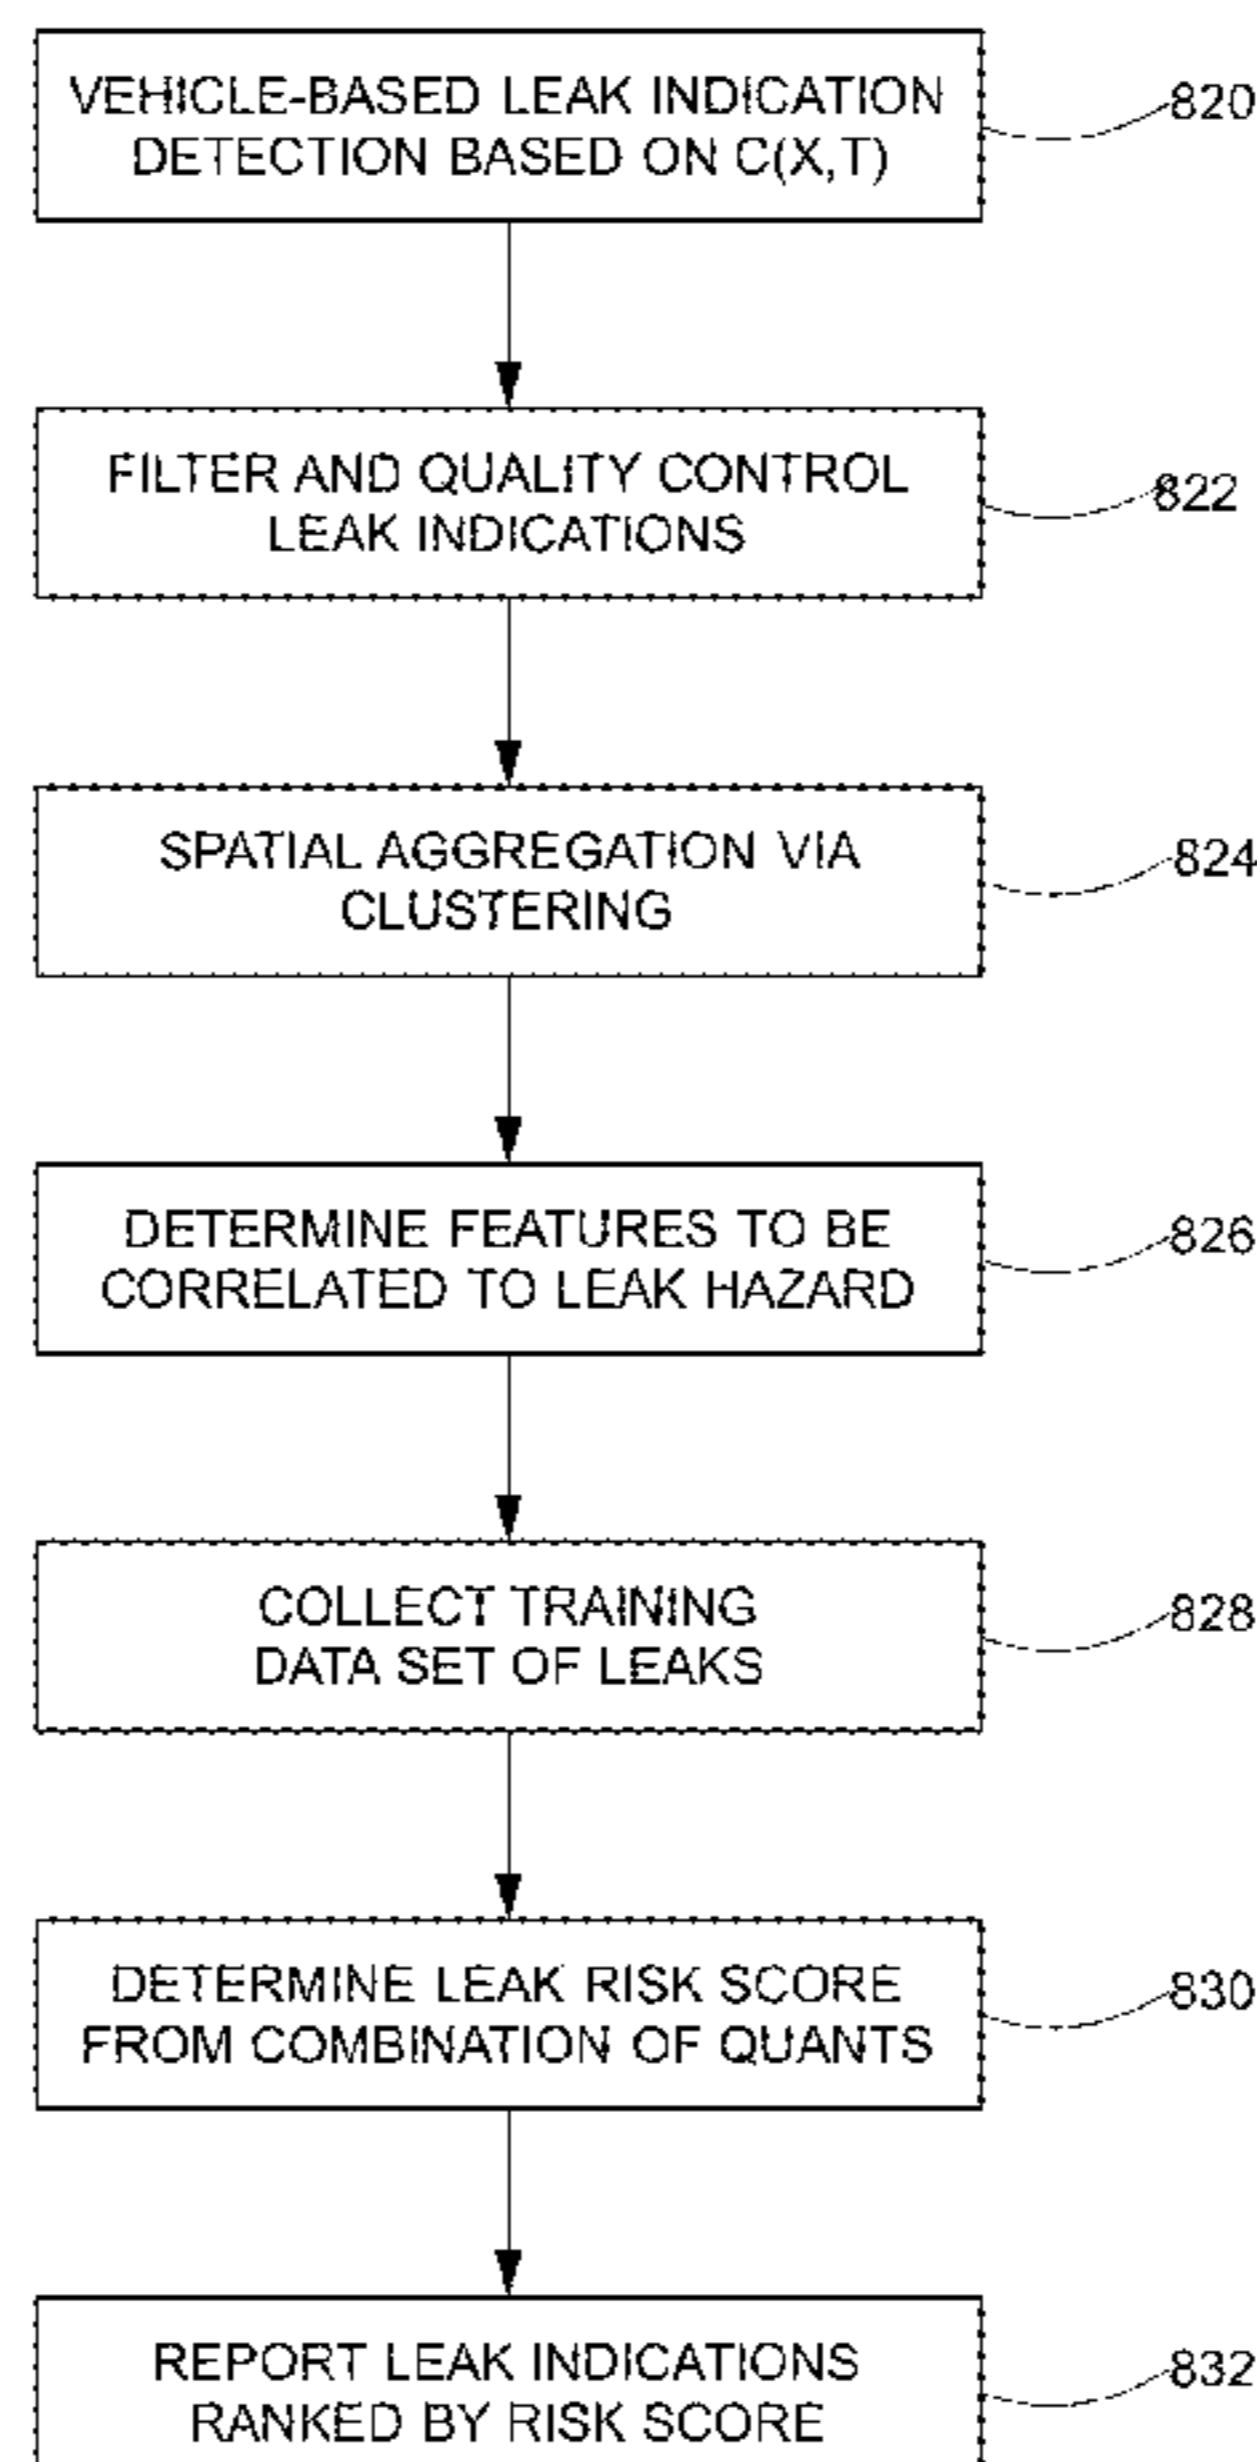 VEHICLE-BASED LEAK INDICATION
DETECTION BASED ON C(X,T)
820
FILTER AND QUALITY CONTROL
LEAK INDICATIONS
822
SPATIAL AGGREGATION VIA
CLUSTERING
824
DETERMINE FEATURES TO BE
CORRELATED TO LEAK HAZARD
826
COLLECT TRAINING
DATA SET OF LEAKS
828
DETERMINE LEAK RISK SCORE
FROM COMBINATION OF QUANTS
830
REPORT LEAK INDICATIONS
RANKED BY RISK SCORE
832